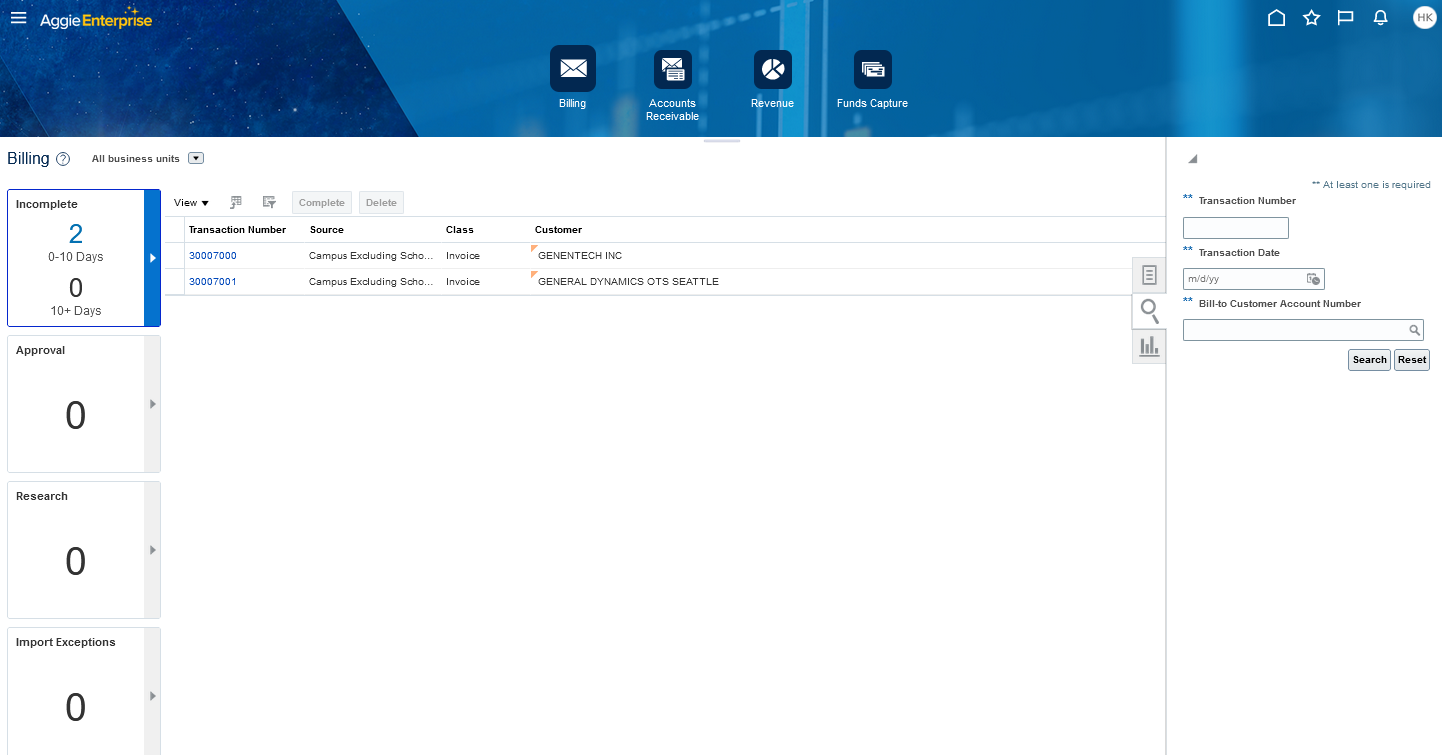 Aggie Enterprise
HK
Billing
Accounts
Receivable
Revenue
Funds Capture
Billing ?
All business units
Incomplete
2
0-10 Days
0
10+ Days
Approval
0
Research
0
Import Exceptions
0
View
Complete
Delete
Transaction Number Source Class Customer
30007000 Campus Excluding Scho... Invoice GENENTECH INC
30007001 Campus Excluding Scho... Invoice GENERAL DYNAMICS OTS SEATTLE
** At least one is required
** Transaction Number
** Transaction Date
m/d/yy
** Bill-to Customer Account Number
Search Reset